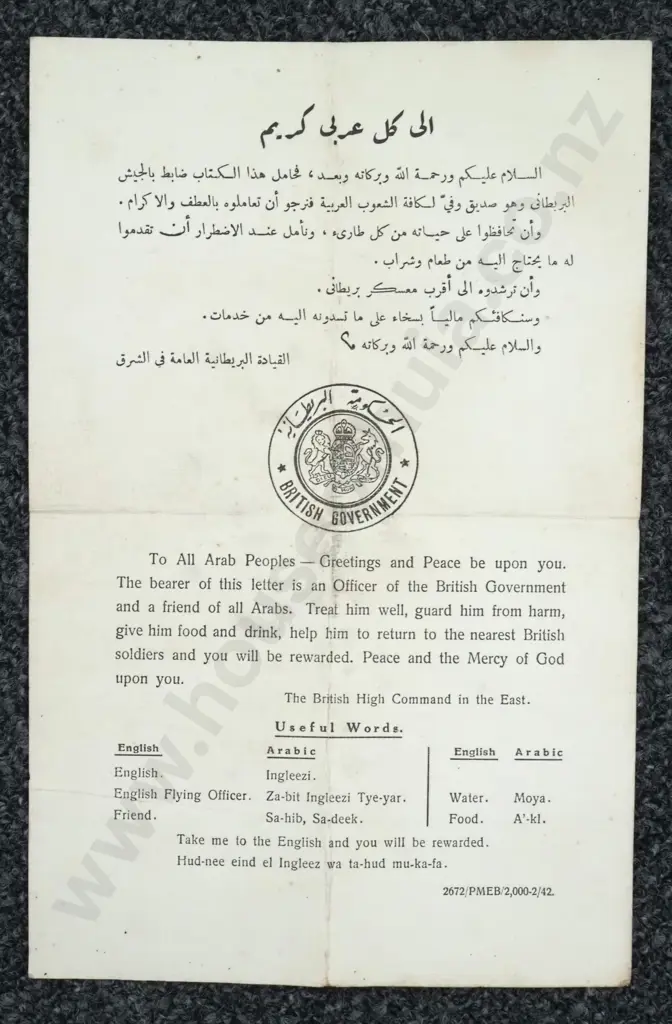 الى كل عربى كريم
السلام عليكم ورحمة الله وبركاته وبعد، فحامل هذا الكتاب ضابط بالجيش
البريطانى وهو صديق وفيّ لكافة الشعوب العربية فنرجو أن تعاملوه بالعطف والاكرام.
وأن تحافظوا على حياته من كل طارىء، ونأمل عند الاضطرار أن تقدموا
له ما يحتاج اليه من طعام وشراب.
وأن ترشدوه الى أقرب معسكر بريطانى.
وسنكافئكم مالياً بسخاء على ما تسدونه اليه من خدمات.
والسلام عليكم ورحمة الله وبركاته
القيادة البريطانية العامة في الشرق
الحكومة البريطانية
BRITISH GOVERNMENT
To All Arab Peoples — Greetings and Peace be upon you.
The bearer of this letter is an Officer of the British Government
and a friend of all Arabs. Treat him well, guard him from harm,
give him food and drink, help him to return to the nearest British
soldiers and you will be rewarded. Peace and the Mercy of God
upon you.
The British High Command in the East.
Useful Words.
English Arabic English Arabic
English. Ingleezi.
English Flying Officer. Za-bit Ingleezi Tye-yar. Water. Moya.
Friend. Sa-hib, Sa-deek. Food. A'-kl.
Take me to the English and you will be rewarded.
Hud-nee eind el Ingleez wa ta-hud mu-ka-fa.
2672/PMEB/2,000-2/42.